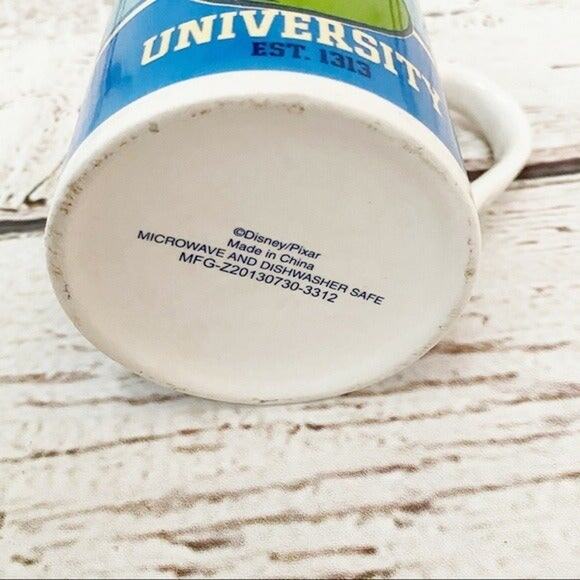 UNIVERSITY
EST. 1313
©Disney/Pixar
Made in China
MICROWAVE AND DISHWASHER SAFE
MFG-Z20130730-3312